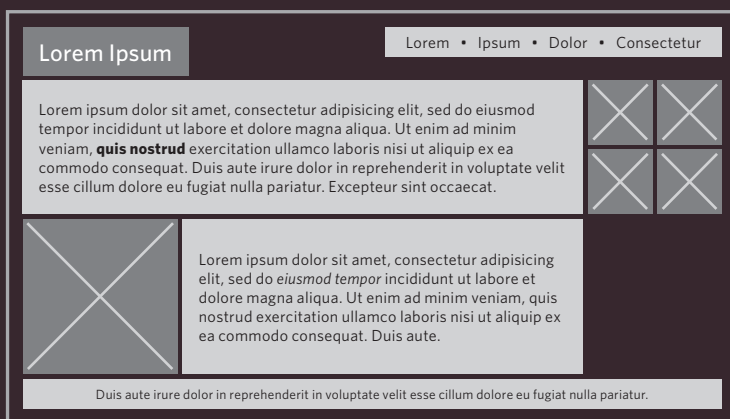 Lorem Ipsum
Lorem • Ipsum • Dolor • Consectetur
Lorem ipsum dolor sit amet, consectetur adipisicing elit, sed do eiusmod
tempor incididunt ut labore et dolore magna aliqua. Ut enim ad minim
veniam, quis nostrud exercitation ullamco laboris nisi ut aliquip ex ea
commodo consequat. Duis aute irure dolor in reprehenderit in voluptate velit
esse cillum dolore eu fugiat nulla pariatur. Excepteur sint occaecat.
Lorem ipsum dolor sit amet, consectetur adipisicing
elit, sed do eiusmod tempor incididunt ut labore et
dolore magna aliqua. Ut enim ad minim veniam, quis
nostrud exercitation ullamco laboris nisi ut aliquip ex
ea commodo consequat. Duis aute.
Duis aute irure dolor in reprehenderit in voluptate velit esse cillum dolore eu fugiat nulla pariatur.